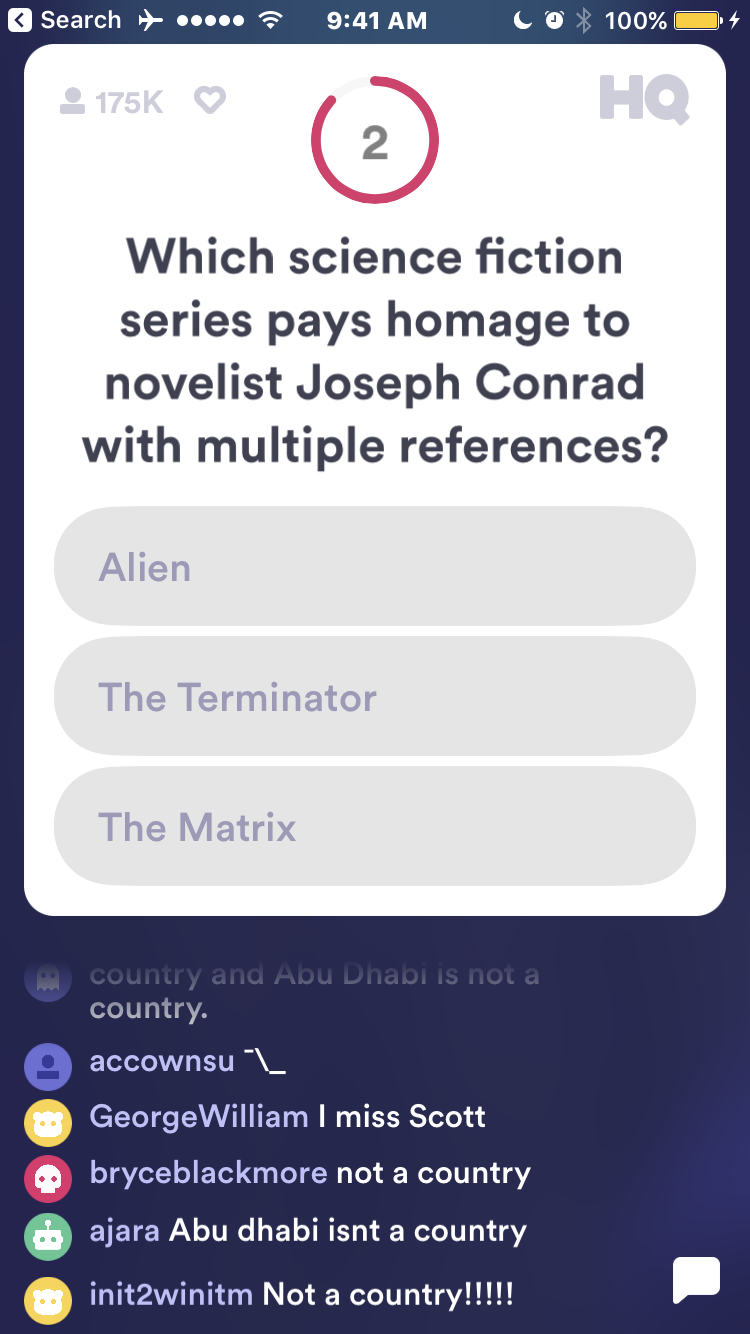 Search 9:41 AM 100%
175K HQ
2
Which science fiction
series pays homage to
novelist Joseph Conrad
with multiple references?
Alien
The Terminator
The Matrix
country and Abu Dhabi is not a
country.
accownsu ¯\_
GeorgeWilliam I miss Scott
bryceblackmore not a country
ajara Abu dhabi isnt a country
init2winitm Not a country!!!!!